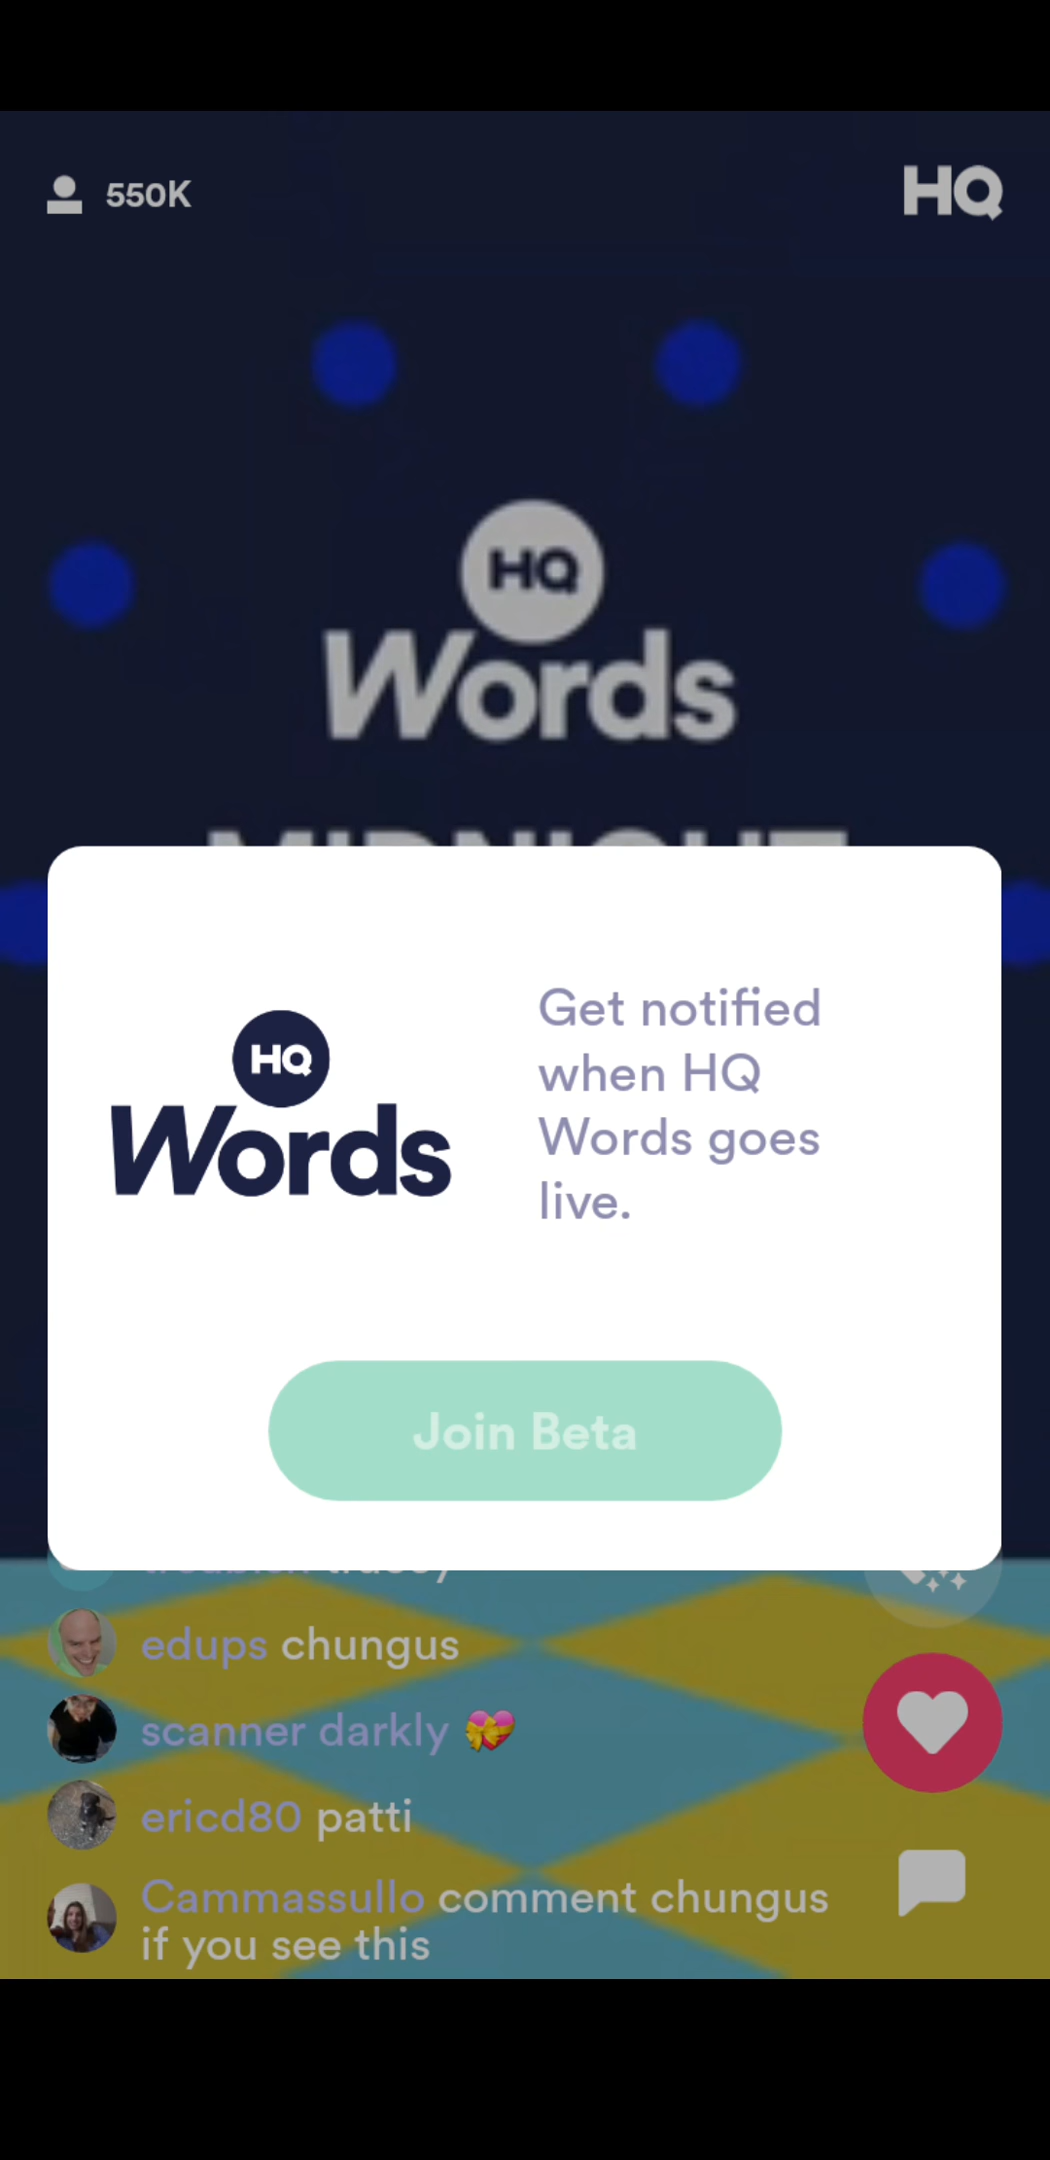 550K
HQ
HQ
Words
MIDNIGHT
HQ
Words
Get notified
when HQ
Words goes
live.
Join Beta
edups chungus
scanner darkly 💝
ericd80 patti
Cammassullo comment chungus
if you see this